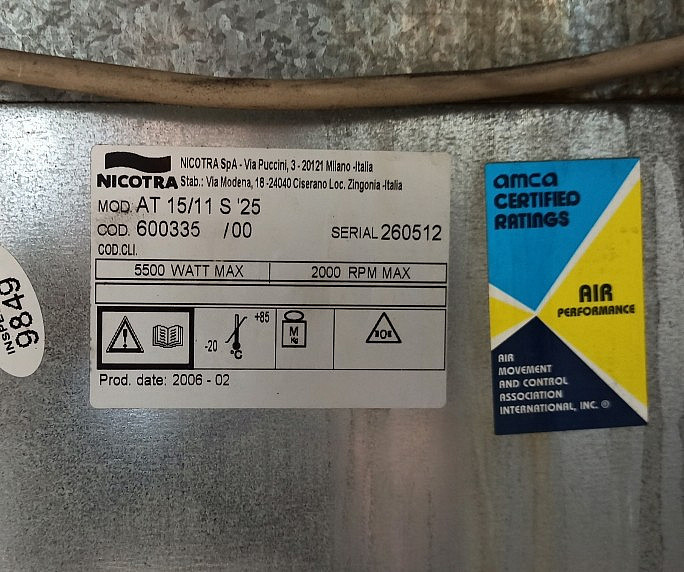 NICOTRA SpA - Via Puccini, 3 - 20121 Milano -Italia
NICOTRA Stab.: Via Modena, 18 -24040 Ciserano Loc. Zingonia -Italia
MOD. AT 15/11 S '25
COD. 600335 /00 SERIAL 260512
COD.CLI.
5500 WATT MAX 2000 RPM MAX
-20 +85 °C
M Kg
Prod. date: 2006 - 02
amca
CERTIFIED
RATINGS
AIR
PERFORMANCE
AIR
MOVEMENT
AND CONTROL
ASSOCIATION
INTERNATIONAL, INC. ®
INSPE
9849